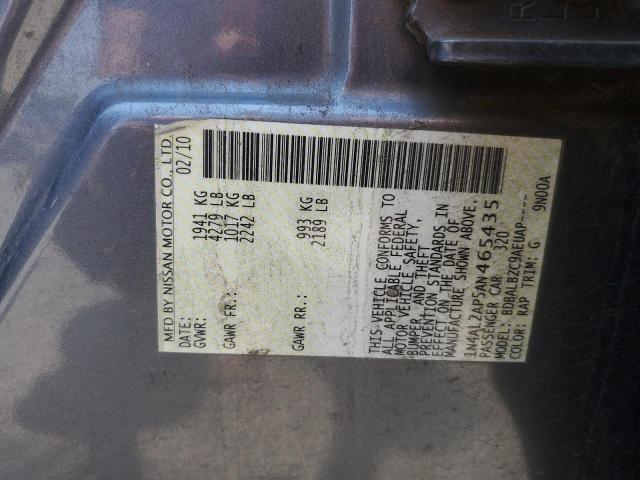 MFD BY NISSAN MOTOR CO., LTD.
DATE: 02/10
GVWR: 1941 KG
4279 LB
GAWR FR: 1017 KG
2242 LB
GAWR RR: 993 KG
2189 LB
THIS VEHICLE CONFORMS TO
ALL APPLICABLE FEDERAL
MOTOR VEHICLE SAFETY,
BUMPER, AND THEFT
PREVENTION STANDARDS IN
EFFECT ON THE DATE OF
MANUFACTURE SHOWN ABOVE.
1N4AL2AP5AN465435
PASSENGER CAR 320
MODEL: BDBALBZC9AEUAP-----
COLOR: RAP TRIM: G 9N00A